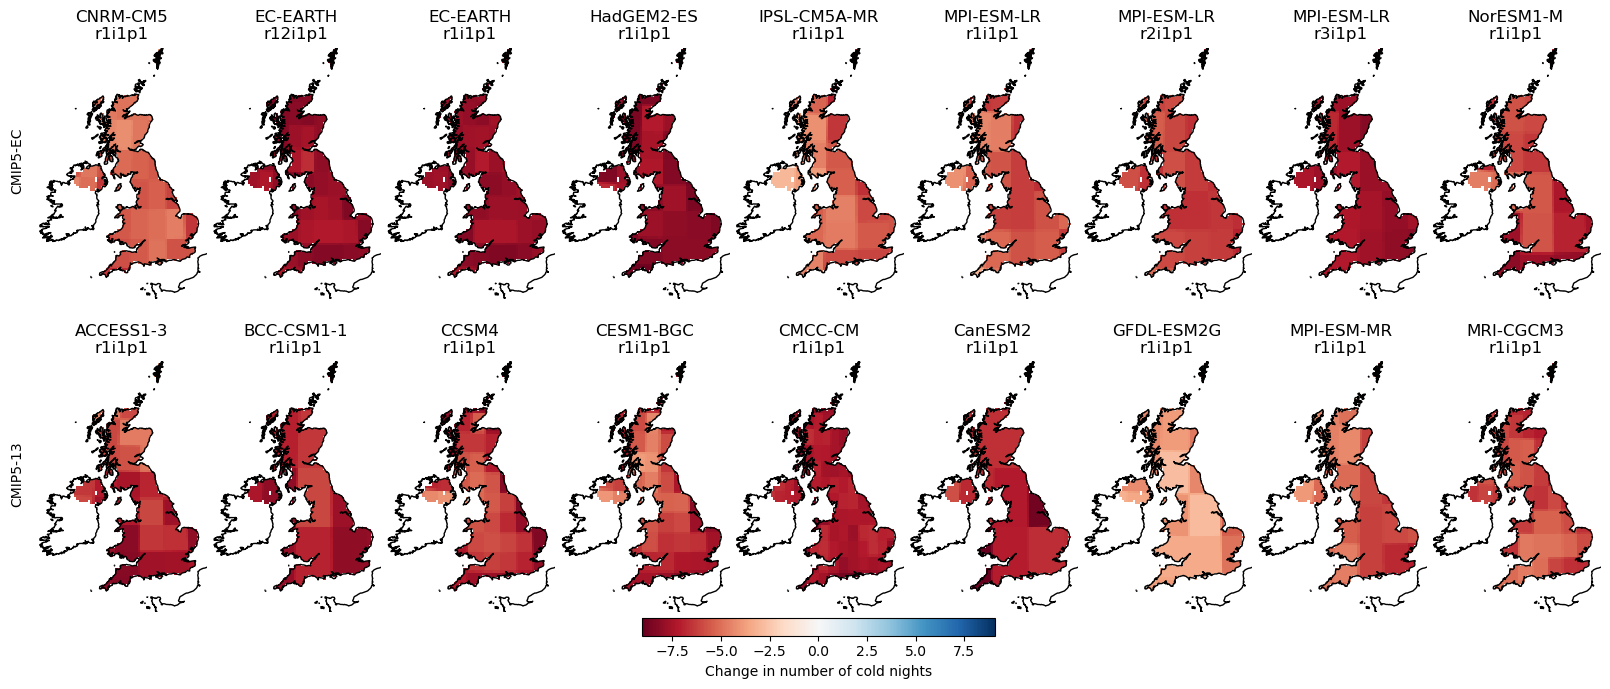 CNRM-CM5 EC-EARTH EC-EARTH HadGEM2-ES IPSL-CM5A-MR MPI-ESM-LR MPI-ESM-LR MPI-ESM-LR NorESM1-M
r1i1p1 r12i1p1 r1i1p1 r1i1p1 r1i1p1 r1i1p1 r2i1p1 r3i1p1 r1i1p1
CMIP5-EC
ACCESS1-3 BCC-CSM1-1 CCSM4 CESM1-BGC CMCC-CM CanESM2 GFDL-ESM2G MPI-ESM-MR MRI-CGCM3
r1i1p1 r1i1p1 r1i1p1 r1i1p1 r1i1p1 r1i1p1 r1i1p1 r1i1p1 r1i1p1
CMIP5-13
−7.5 −5.0 −2.5 0.0 2.5 5.0 7.5
Change in number of cold nights